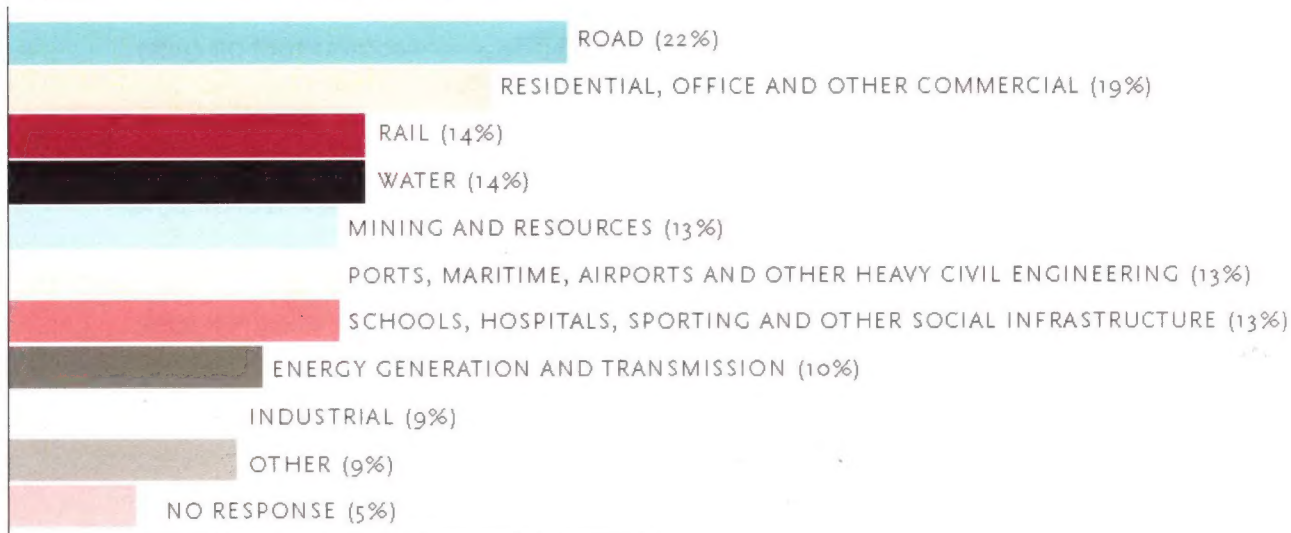 ROAD (22%)
RESIDENTIAL, OFFICE AND OTHER COMMERCIAL (19%)
RAIL (14%)
WATER (14%)
MINING AND RESOURCES (13%)
PORTS, MARITIME, AIRPORTS AND OTHER HEAVY CIVIL ENGINEERING (13%)
SCHOOLS, HOSPITALS, SPORTING AND OTHER SOCIAL INFRASTRUCTURE (13%)
ENERGY GENERATION AND TRANSMISSION (10%)
INDUSTRIAL (9%)
OTHER (9%)
NO RESPONSE (5%)